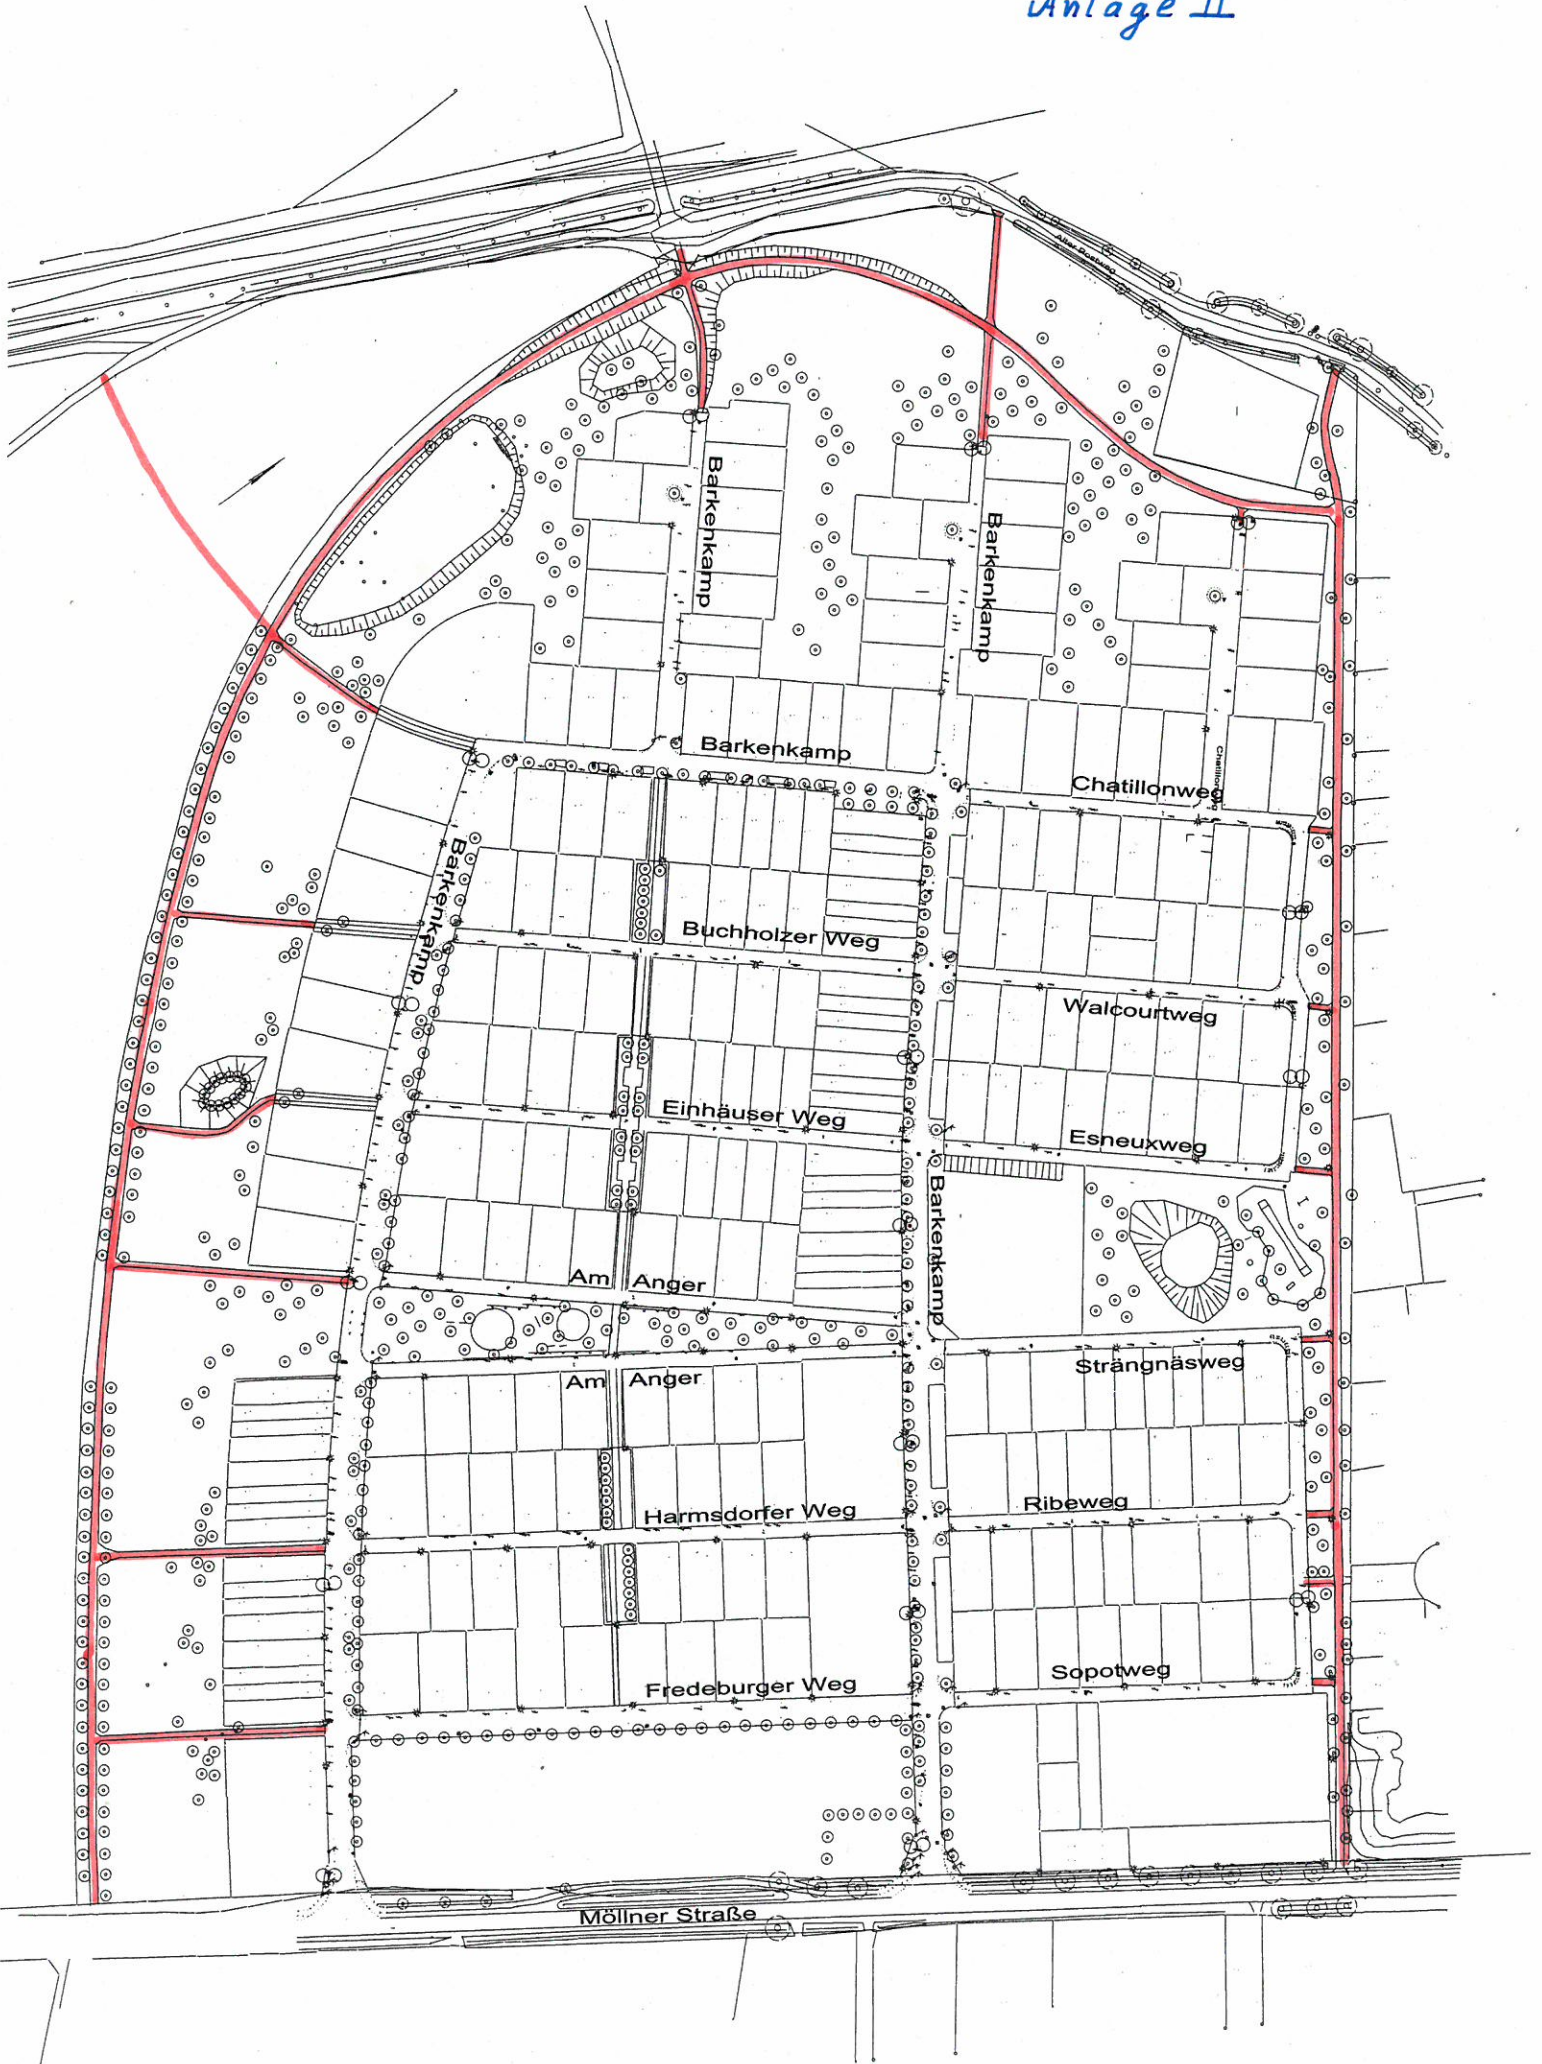 Anlage II
Alter Postweg
Barkenkamp
Barkenkamp
Barkenkamp
Chatillonweg
Chatillonweg
Barkenkamp
Buchholzer Weg
Walcourtweg
Einhäuser Weg
Esneuxweg
Barkenkamp
Am Anger
Strängnäsweg
Am Anger
Ribeweg
Harmsdorfer Weg
Sopotweg
Fredeburger Weg
Möllner Straße